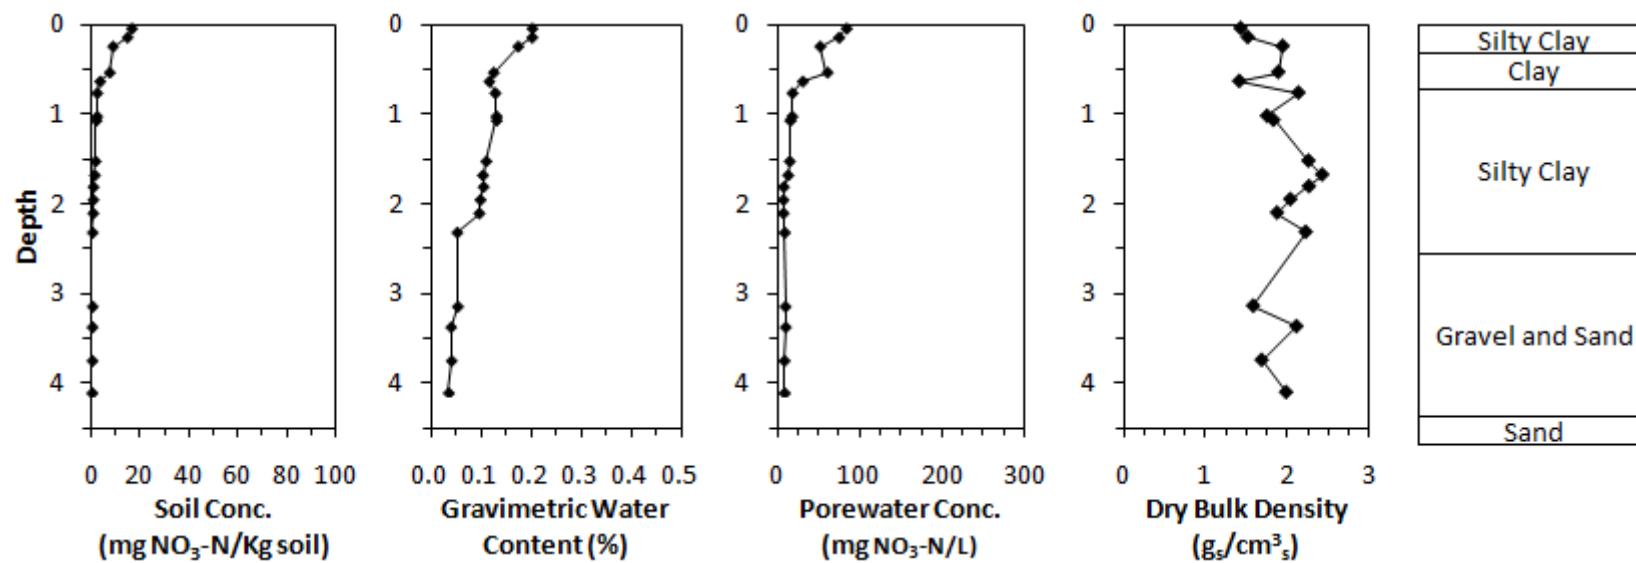 Depth
0
1
2
3
4
0 20 40 60 80 100
Soil Conc.
(mg NO₃-N/Kg soil)
0
1
2
3
4
0.0 0.1 0.2 0.3 0.4 0.5
Gravimetric Water
Content (%)
0
1
2
3
4
0 100 200 300
Porewater Conc.
(mg NO₃-N/L)
0
1
2
3
4
0 1 2 3
Dry Bulk Density
(gₛ/cm³ₛ)
Silty Clay
Clay
Silty Clay
Gravel and Sand
Sand